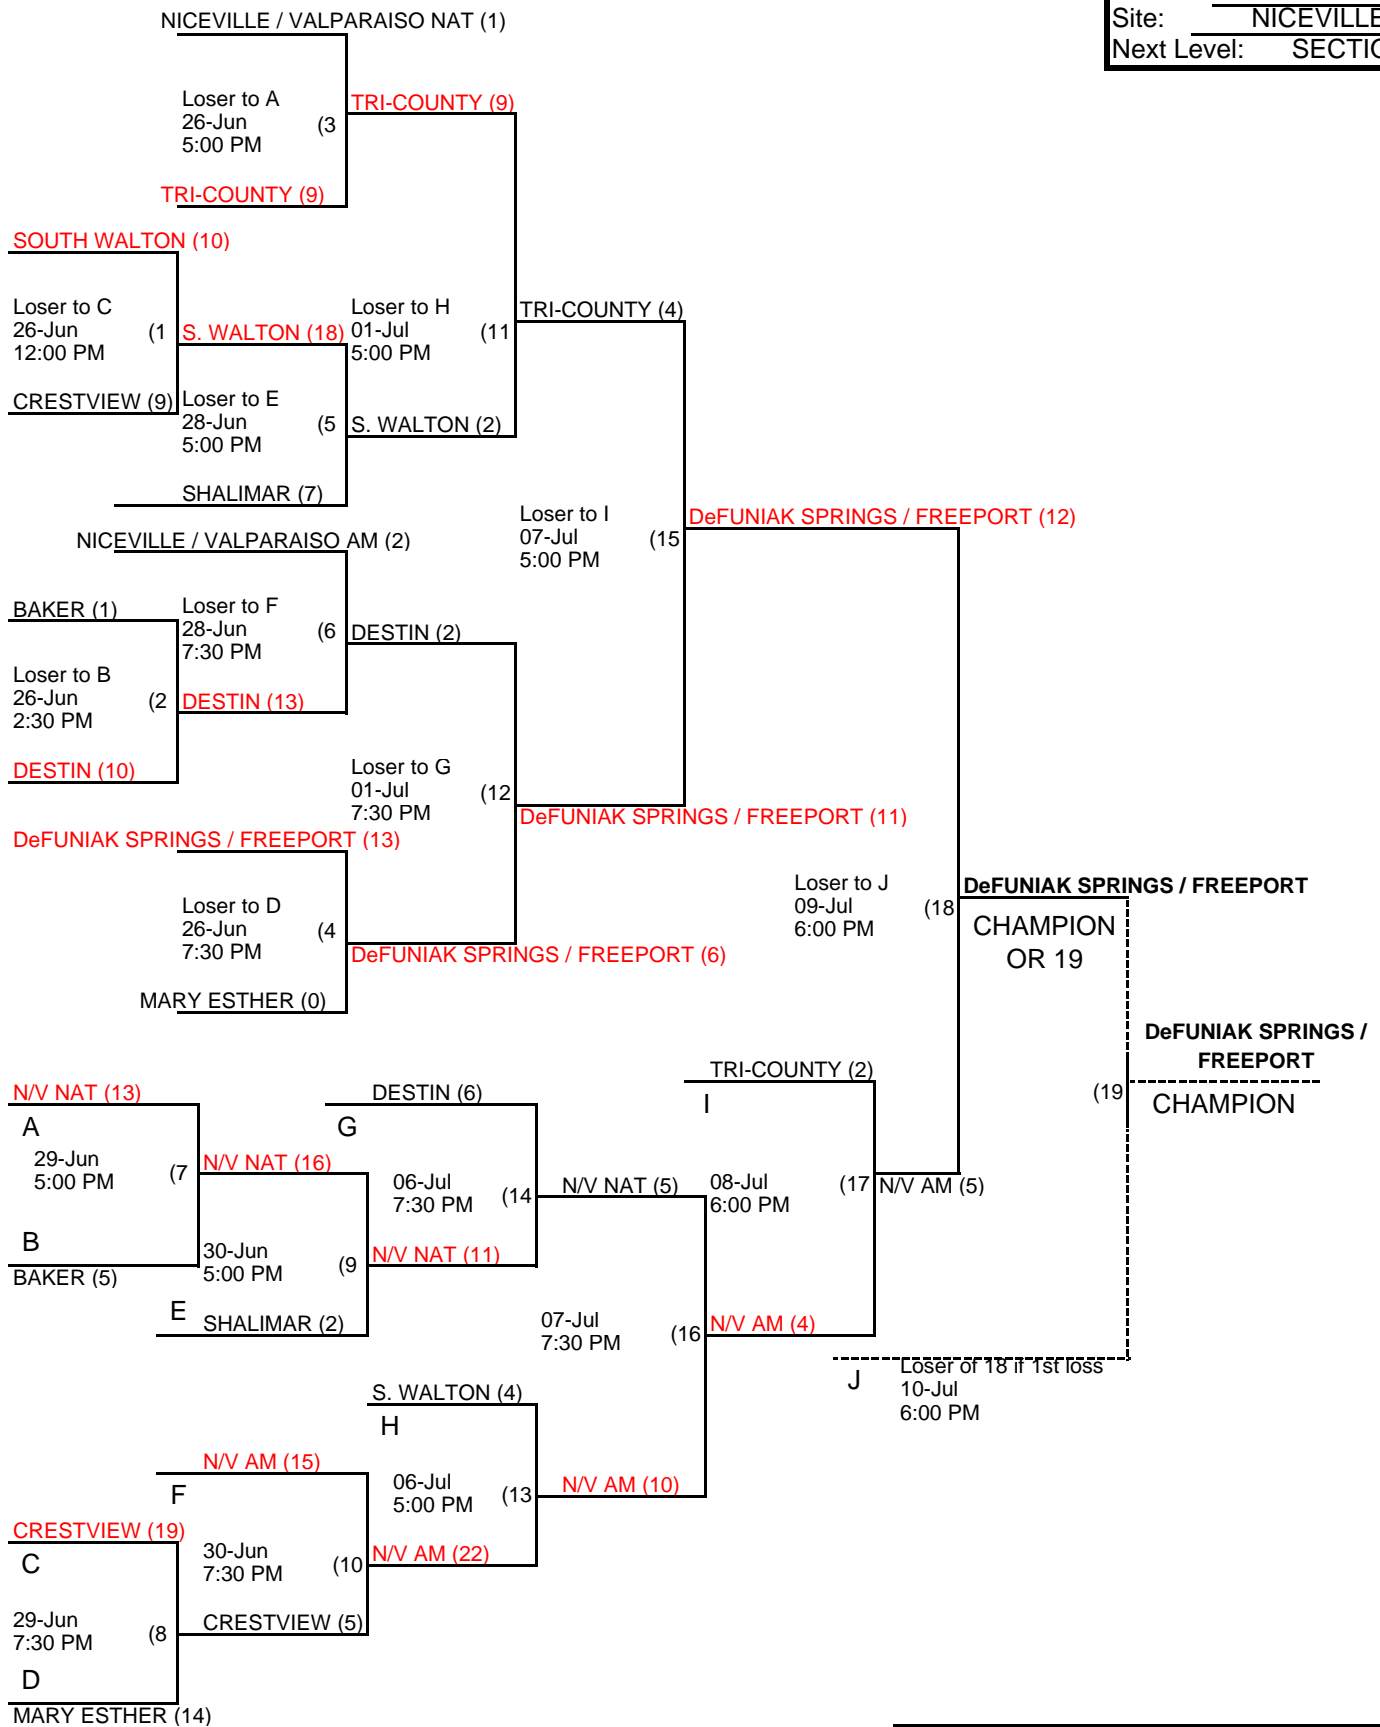 NICEVILLE / VALPARAISO NAT (1)
Site: NICEVILLE
Next Level:
Loser to A
26-Jun
5:00 PM
(3
TRI-COUNTY (9)
TRI-COUNTY (9)
SOUTH WALTON (10)
Loser to C
26-Jun
12:00 PM
(1
S. WALTON (18)
CRESTVIEW (9)
Loser to H
01-Jul
5:00 PM
(11
TRI-COUNTY (4)
Loser to E
28-Jun
5:00 PM
(5
S. WALTON (2)
SHALIMAR (7)
NICEVILLE / VALPARAISO AM (2)
Loser to I
07-Jul
5:00 PM
(15
DeFUNIAK SPRINGS / FREEPORT (12)
BAKER (1)
Loser to F
28-Jun
7:30 PM
(6
DESTIN (2)
Loser to B
26-Jun
2:30 PM
(2
DESTIN (13)
DESTIN (10)
Loser to G
01-Jul
7:30 PM
(12
DeFUNIAK SPRINGS / FREEPORT (11)
DeFUNIAK SPRINGS / FREEPORT (13)
Loser to D
26-Jun
7:30 PM
(4
DeFUNIAK SPRINGS / FREEPORT (6)
MARY ESTHER (0)
Loser to J
09-Jul
6:00 PM
(18
DeFUNIAK SPRINGS / FREEPORT
CHAMPION
OR 19
DeFUNIAK SPRINGS /
FREEPORT
(19
CHAMPION
N/V NAT (13)
A
29-Jun
5:00 PM
(7
N/V NAT (16)
B
BAKER (5)
DESTIN (6)
G
06-Jul
7:30 PM
(14
N/V NAT (5)
30-Jun
5:00 PM
(9
N/V NAT (11)
E
SHALIMAR (2)
TRI-COUNTY (2)
I
08-Jul
6:00 PM
(17
N/V AM (5)
07-Jul
7:30 PM
(16
N/V AM (4)
J
Loser of 18 if 1st loss
10-Jul
6:00 PM
S. WALTON (4)
H
06-Jul
5:00 PM
(13
N/V AM (10)
N/V AM (15)
F
30-Jun
7:30 PM
(10
N/V AM (22)
CRESTVIEW (19)
C
29-Jun
7:30 PM
(8
CRESTVIEW (5)
D
MARY ESTHER (14)